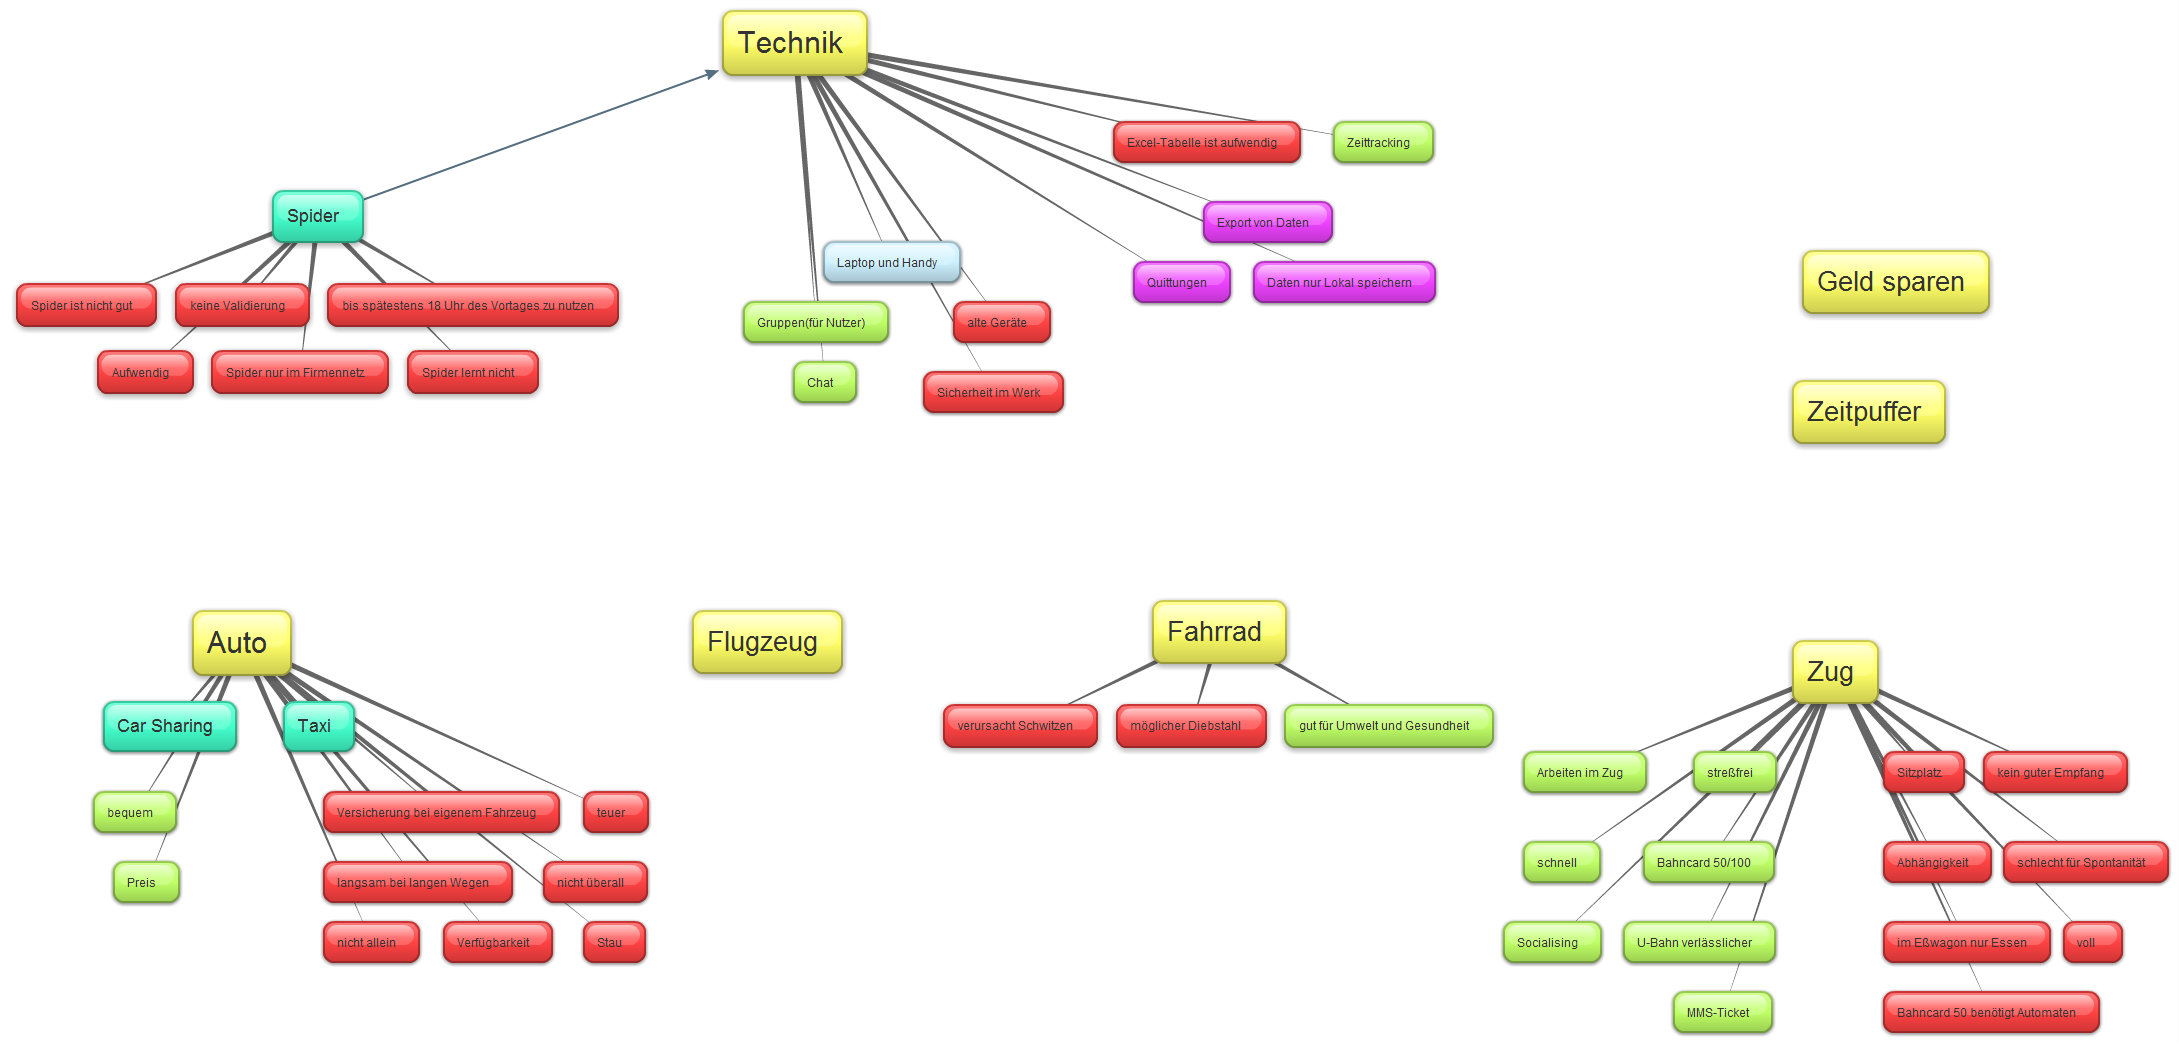 Technik
Excel-Tabelle ist aufwendig
Zeittracking
Spider
Export von Daten
Laptop und Handy
Quittungen
Daten nur Lokal speichern
Geld sparen
Spider ist nicht gut
keine Validierung
bis spätestens 18 Uhr des Vortages zu nutzen
Gruppen(für Nutzer)
alte Geräte
Aufwendig
Spider nur im Firmennetz
Spider lernt nicht
Chat
Sicherheit im Werk
Zeitpuffer
Auto
Flugzeug
Fahrrad
Zug
Car Sharing
Taxi
verursacht Schwitzen
möglicher Diebstahl
gut für Umwelt und Gesundheit
Arbeiten im Zug
streßfrei
Sitzplatz
kein guter Empfang
bequem
Versicherung bei eigenem Fahrzeug
teuer
schnell
Bahncard 50/100
Abhängigkeit
schlecht für Spontanität
Preis
langsam bei langen Wegen
nicht überall
nicht allein
Verfügbarkeit
Stau
Socialising
U-Bahn verlässlicher
im Eßwagon nur Essen
voll
MMS-Ticket
Bahncard 50 benötigt Automaten